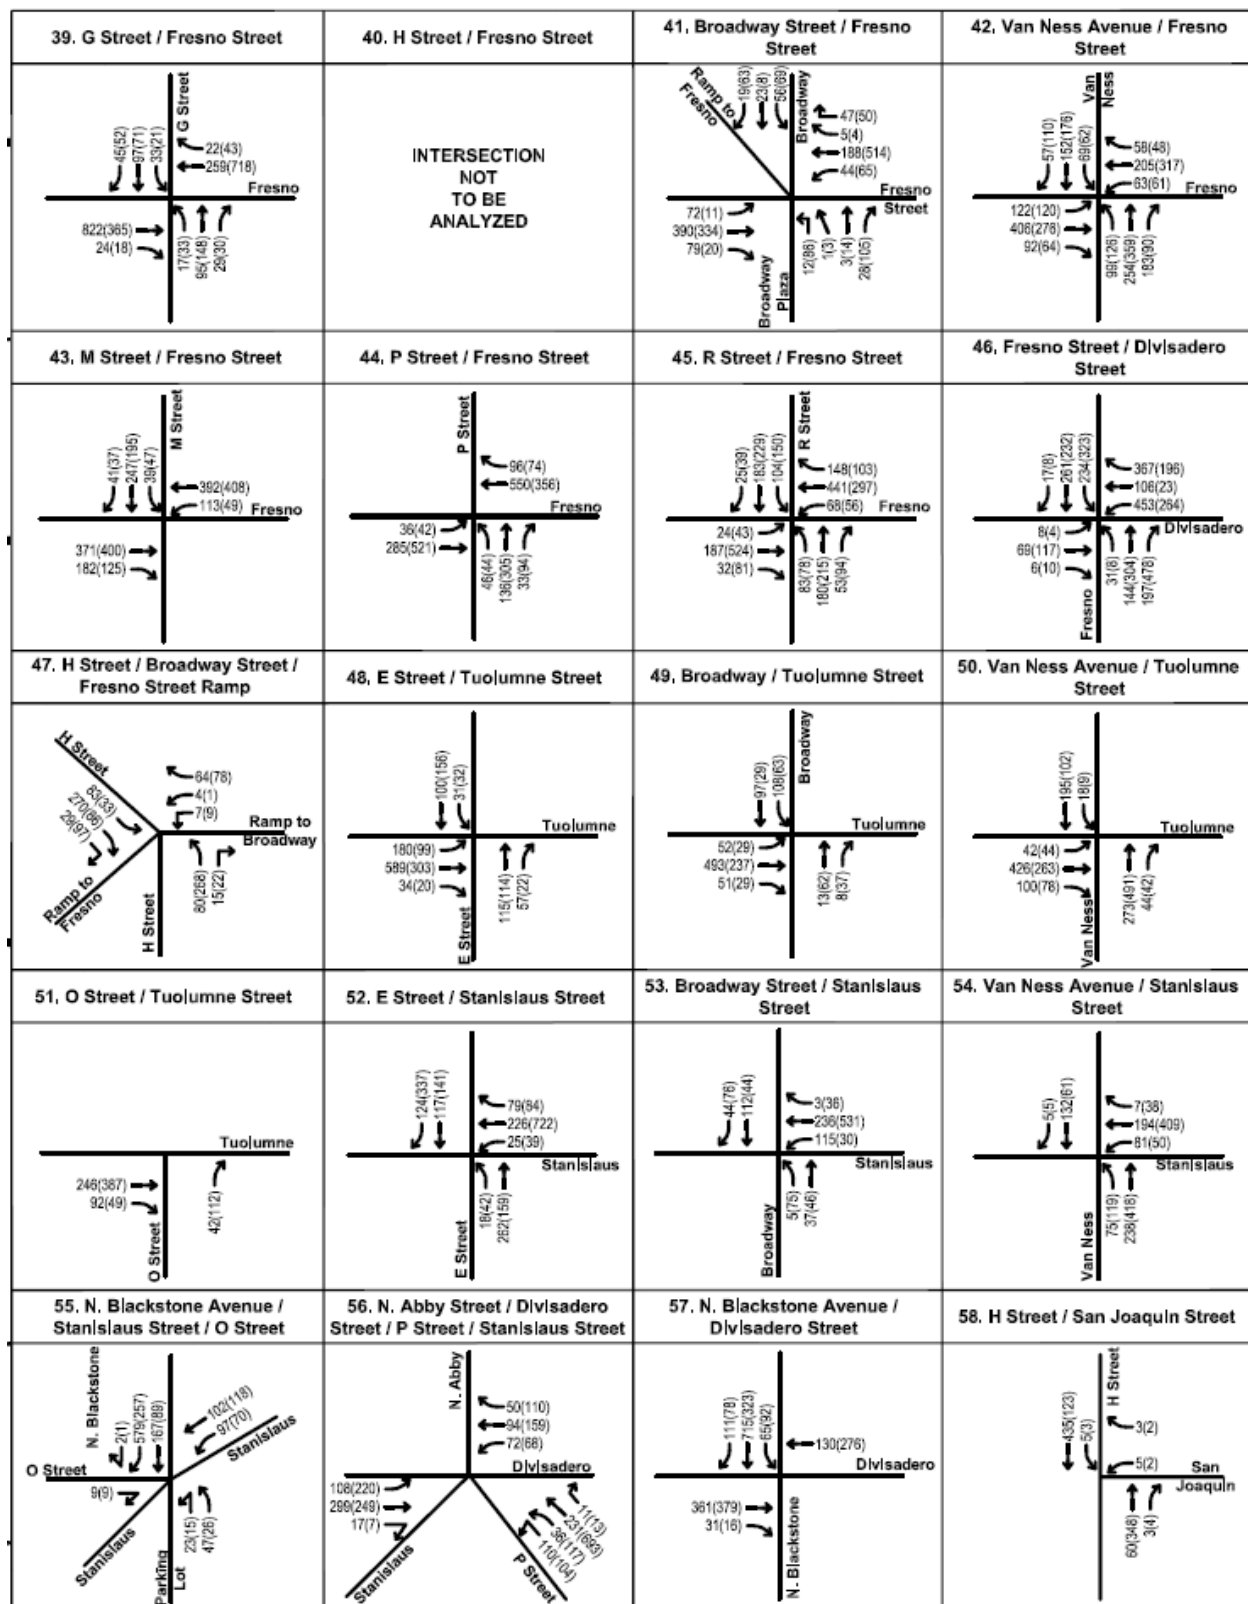 39. G Street / Fresno Street
G Street
45(52)
97(71)
33(21)
22(43)
259(718)
Fresno
822(365)
24(18)
17(33)
95(148)
29(30)
40. H Street / Fresno Street
INTERSECTION
NOT
TO BE
ANALYZED
41. Broadway Street / Fresno
Street
Ramp to
Fresno
19(63)
23(8)
56(69)
Broadway
47(50)
5(4)
188(514)
44(65)
Fresno
Street
72(11)
390(334)
79(20)
Broadway
Plaza
12(86)
1(3)
3(14)
28(105)
42. Van Ness Avenue / Fresno
Street
Van
Ness
57(110)
152(176)
69(62)
58(48)
205(317)
63(61)
Fresno
122(120)
406(276)
92(64)
99(126)
254(359)
183(90)
43. M Street / Fresno Street
M Street
41(37)
247(195)
39(47)
392(408)
113(49)
Fresno
371(400)
182(125)
44. P Street / Fresno Street
P Street
96(74)
550(356)
Fresno
36(42)
285(521)
46(44)
136(305)
33(94)
45. R Street / Fresno Street
R Street
25(39)
183(229)
104(150)
148(103)
441(297)
68(56)
Fresno
24(43)
187(524)
32(81)
83(78)
180(215)
53(94)
46. Fresno Street / Divisadero
Street
17(8)
261(232)
234(323)
367(196)
106(23)
453(264)
Divisadero
8(4)
69(117)
6(10)
Fresno
31(8)
144(304)
197(478)
47. H Street / Broadway Street /
Fresno Street Ramp
H Street
83(33)
270(86)
29(97)
64(78)
4(1)
7(9)
Ramp to
Broadway
Ramp to
Fresno
H Street
80(268)
15(22)
48. E Street / Tuolumne Street
100(156)
31(32)
Tuolumne
180(99)
589(303)
34(20)
E Street
115(114)
57(22)
49. Broadway / Tuolumne Street
Broadway
97(29)
108(63)
Tuolumne
52(29)
493(237)
51(29)
13(62)
8(37)
50. Van Ness Avenue / Tuolumne
Street
195(102)
18(9)
Tuolumne
42(44)
426(263)
100(78)
Van Ness
273(491)
44(42)
51. O Street / Tuolumne Street
Tuolumne
246(387)
92(49)
O Street
42(112)
52. E Street / Stanislaus Street
124(337)
117(141)
79(84)
226(722)
25(39)
Stanislaus
E Street
18(42)
262(159)
53. Broadway Street / Stanislaus
Street
44(76)
112(44)
3(36)
236(531)
115(30)
Stanislaus
Broadway
5(75)
37(46)
54. Van Ness Avenue / Stanislaus
Street
5(5)
132(61)
7(38)
194(409)
81(50)
Stanislaus
Van Ness
75(119)
238(418)
55. N. Blackstone Avenue /
Stanislaus Street / O Street
N. Blackstone
2(1)
579(257)
167(89)
102(118)
97(70)
Stanislaus
O Street
9(9)
Stanislaus
Parking
Lot
23(15)
47(26)
56. N. Abby Street / Divisadero
Street / P Street / Stanislaus Street
N. Abby
50(110)
94(159)
72(68)
Divisadero
108(220)
299(249)
17(7)
Stanislaus
11(13)
231(693)
36(117)
110(104)
P Street
57. N. Blackstone Avenue /
Divisadero Street
111(78)
715(323)
65(92)
130(276)
Divisadero
361(379)
31(16)
N. Blackstone
58. H Street / San Joaquin Street
H Street
435(123)
5(3)
3(2)
5(2)
San
Joaquin
60(348)
3(4)